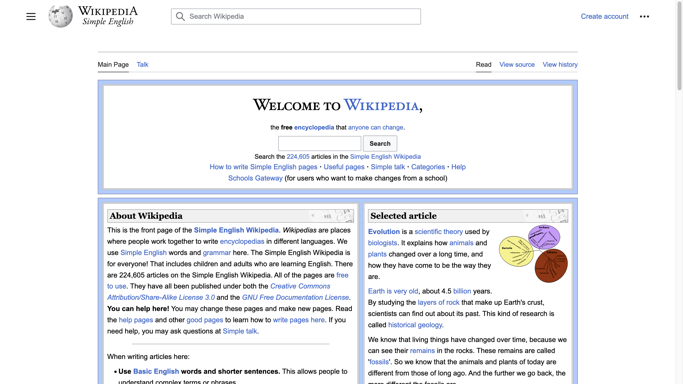 WIKIPEDIA
Simple English
Search Wikipedia
Create account
Main Page Talk
Read View source View history
WELCOME TO WIKIPEDIA,
the free encyclopedia that anyone can change.
Search
Search the 224,605 articles in the Simple English Wikipedia
How to write Simple English pages · Useful pages · Simple talk · Categories · Help
Schools Gateway (for users who want to make changes from a school)
About Wikipedia
This is the front page of the Simple English Wikipedia. Wikipedias are places
where people work together to write encyclopedias in different languages. We
use Simple English words and grammar here. The Simple English Wikipedia is
for everyone! That includes children and adults who are learning English. There
are 224,605 articles on the Simple English Wikipedia. All of the pages are free
to use. They have all been published under both the Creative Commons
Attribution/Share-Alike License 3.0 and the GNU Free Documentation License.
You can help here! You may change these pages and make new pages. Read
the help pages and other good pages to learn how to write pages here. If you
need help, you may ask questions at Simple talk.
When writing articles here:
• Use Basic English words and shorter sentences. This allows people to
understand complex terms or phrases.
Selected article
Evolution is a scientific theory used by
biologists. It explains how animals and
plants changed over a long time, and
how they have come to be the way they
are.
Earth is very old, about 4.5 billion years.
By studying the layers of rock that make up Earth's crust,
scientists can find out about its past. This kind of research is
called historical geology.
We know that living things have changed over time, because we
can see their remains in the rocks. These remains are called
'fossils'. So we know that the animals and plants of today are
different from those of long ago. And the further we go back, the
more different the fossils are.